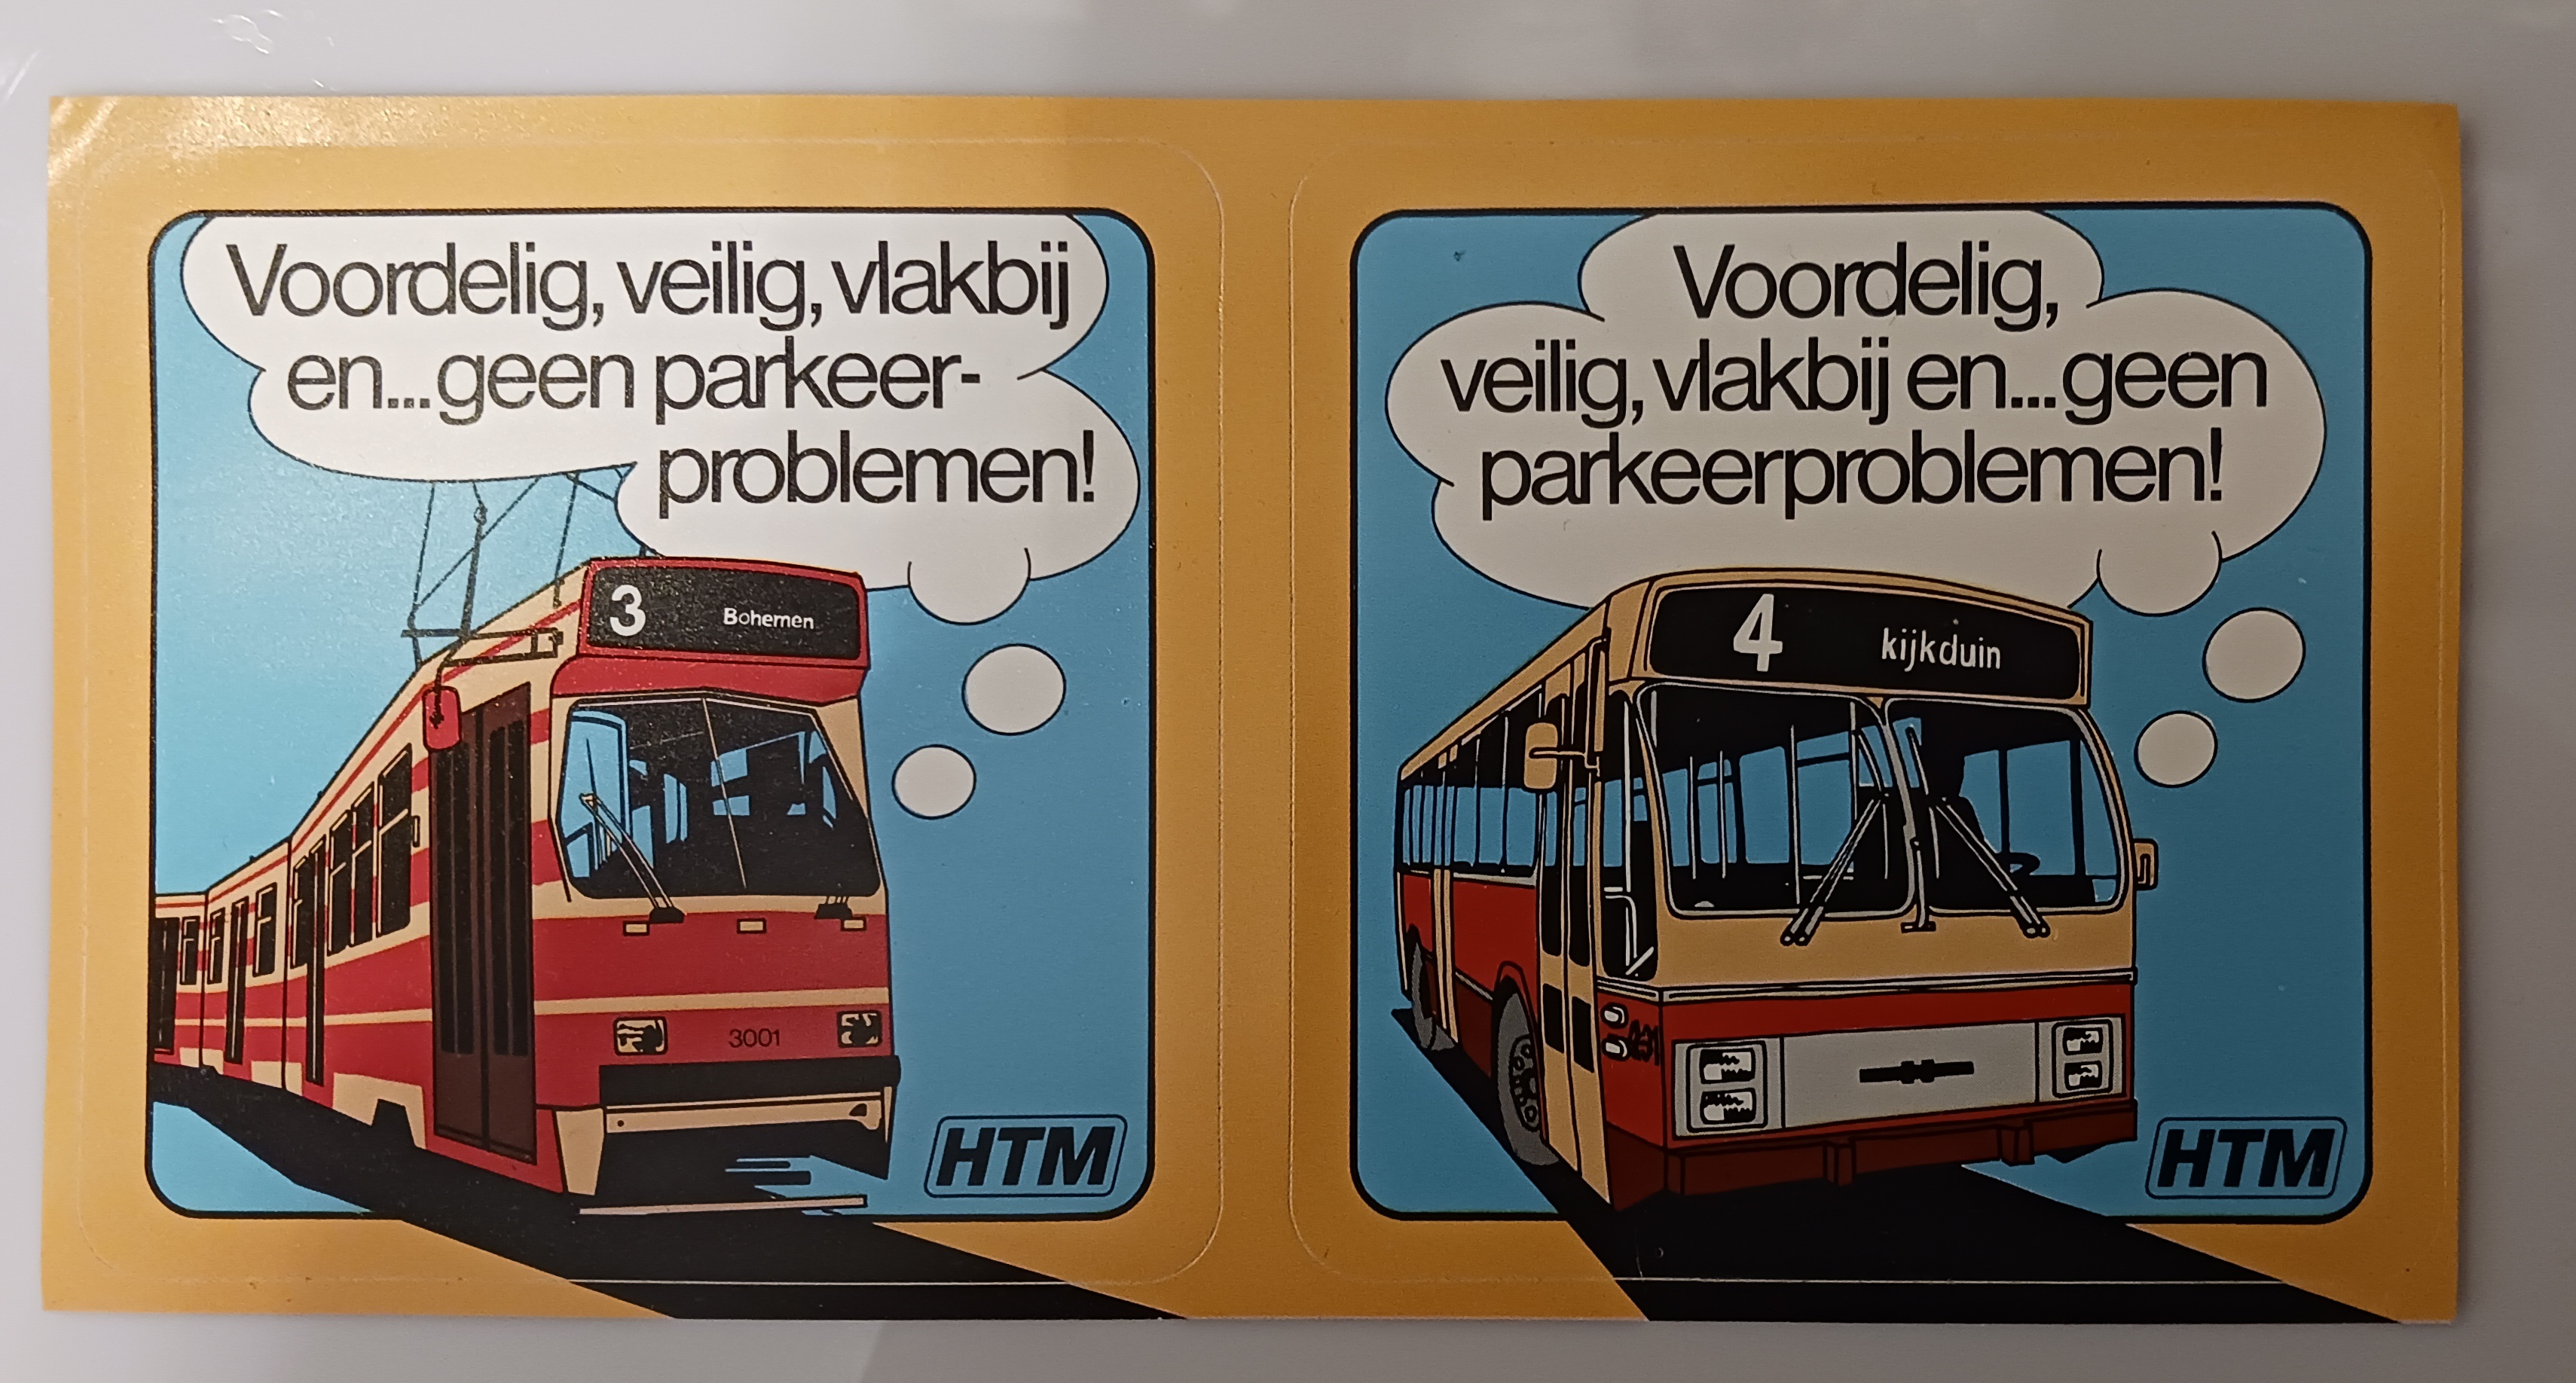 Voordelig, veilig, vlakbij
en...geen parkeer-
problemen!
3 Bohemen
3001
HTM
Voordelig,
veilig, vlakbij en...geen
parkeerproblemen!
4 kijkduin
HTM